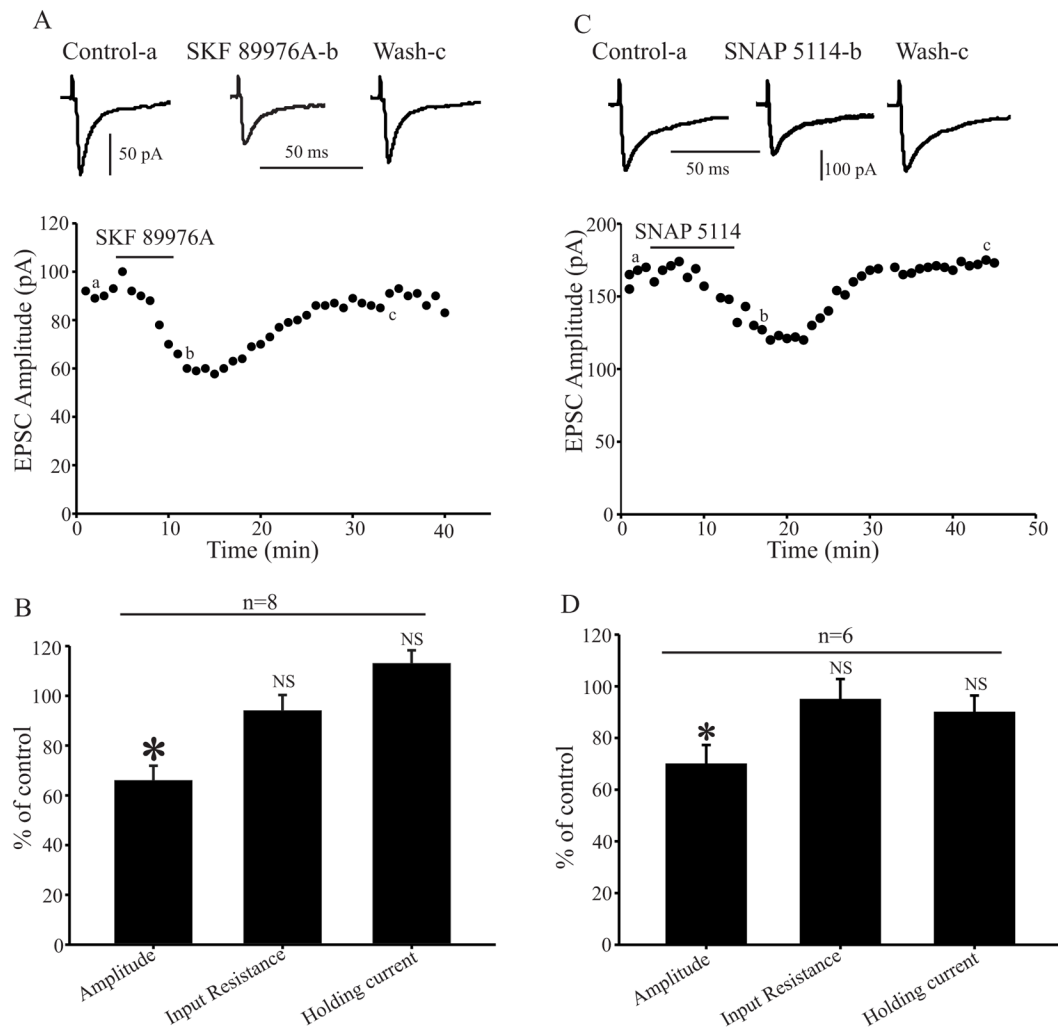 A
Control-a SKF 89976A-b Wash-c
50 pA
50 ms
EPSC Amplitude (pA)
120
100
80
60
40
20
0
SKF 89976A
a
b
c
0 10 20 30 40
Time (min)
B
n=8
% of control
120
100
80
60
40
20
0
*
NS
NS
Amplitude
Input Resistance
Holding current
C
Control-a SNAP 5114-b Wash-c
50 ms
100 pA
EPSC Amplitude (pA)
200
150
100
50
0
SNAP 5114
a
b
c
0 10 20 30 40 50
Time (min)
D
n=6
% of control
120
100
80
60
40
20
0
*
NS
NS
Amplitude
Input Resistance
Holding current